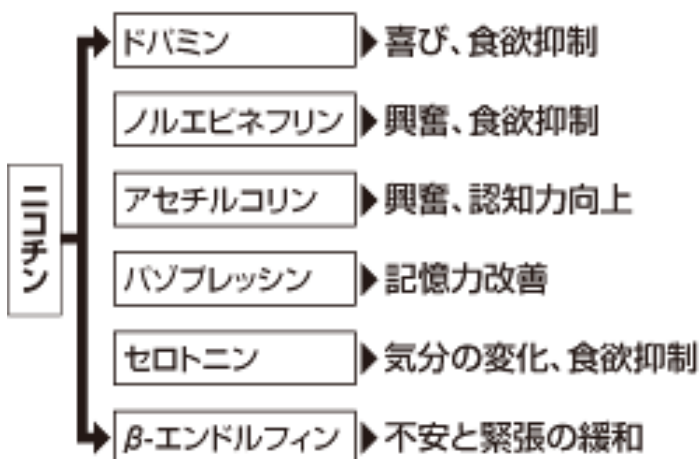 ニコチン
ドパミン
喜び、食欲抑制
ノルエピネフリン
興奮、食欲抑制
アセチルコリン
興奮、認知力向上
バゾプレッシン
記憶力改善
セロトニン
気分の変化、食欲抑制
β-エンドルフィン
不安と緊張の緩和